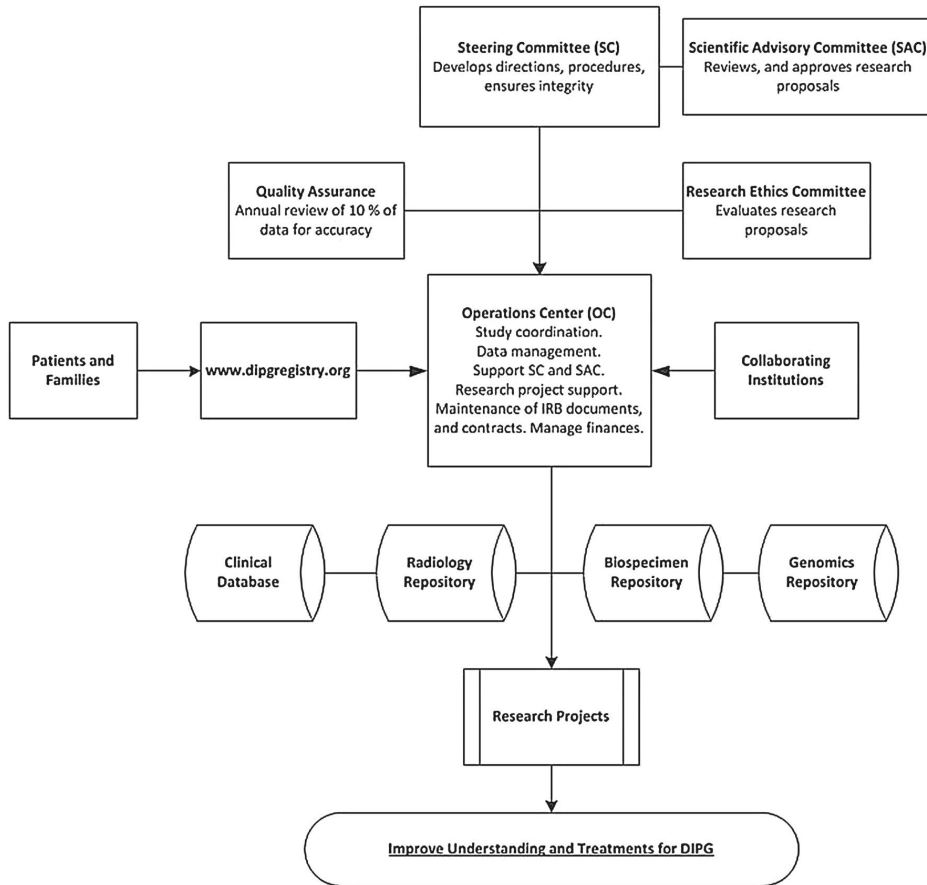 Steering Committee (SC)
Develops directions, procedures,
ensures integrity
Scientific Advisory Committee (SAC)
Reviews, and approves research
proposals
Quality Assurance
Annual review of 10 % of
data for accuracy
Research Ethics Committee
Evaluates research
proposals
Patients and
Families
www.dipgregistry.org
Operations Center (OC)
Study coordination.
Data management.
Support SC and SAC.
Research project support.
Maintenance of IRB documents,
and contracts. Manage finances.
Collaborating
Institutions
Clinical
Database
Radiology
Repository
Biospecimen
Repository
Genomics
Repository
Research Projects
Improve Understanding and Treatments for DIPG